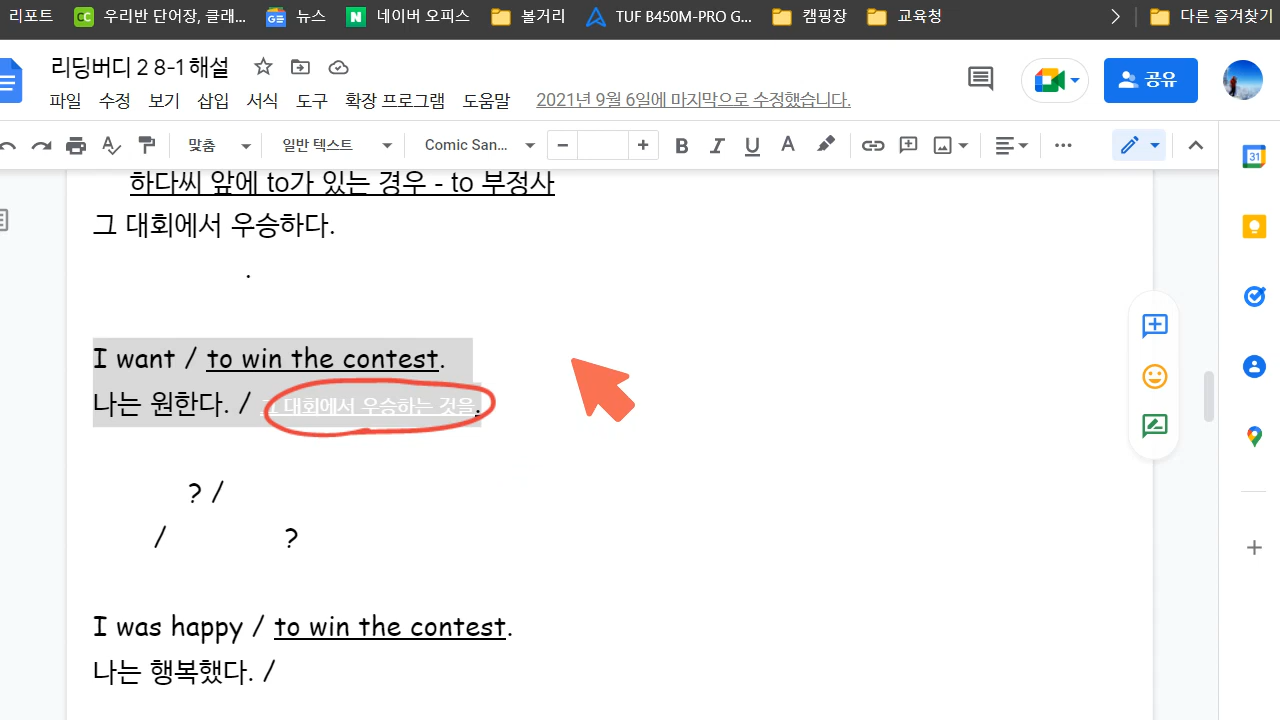 리포트 CC 우리반 단어장, 클래... 뉴스 N 네이버 오피스 볼거리 TUF B450M-PRO G... 캠핑장 교육청 다른 즐겨찾기
리딩버디 2 8-1 해설
파일 수정 보기 삽입 서식 도구 확장 프로그램 도움말 2021년 9월 6일에 마지막으로 수정했습니다. 공유
맞춤 일반 텍스트 Comic San... − + B I U A ...
31
하다씨 앞에 to가 있는 경우 - to 부정사
그 대회에서 우승하다.
.
I want / to win the contest.
나는 원한다. / 그 대회에서 우승하는 것을.
? /
/ ?
I was happy / to win the contest.
나는 행복했다. /